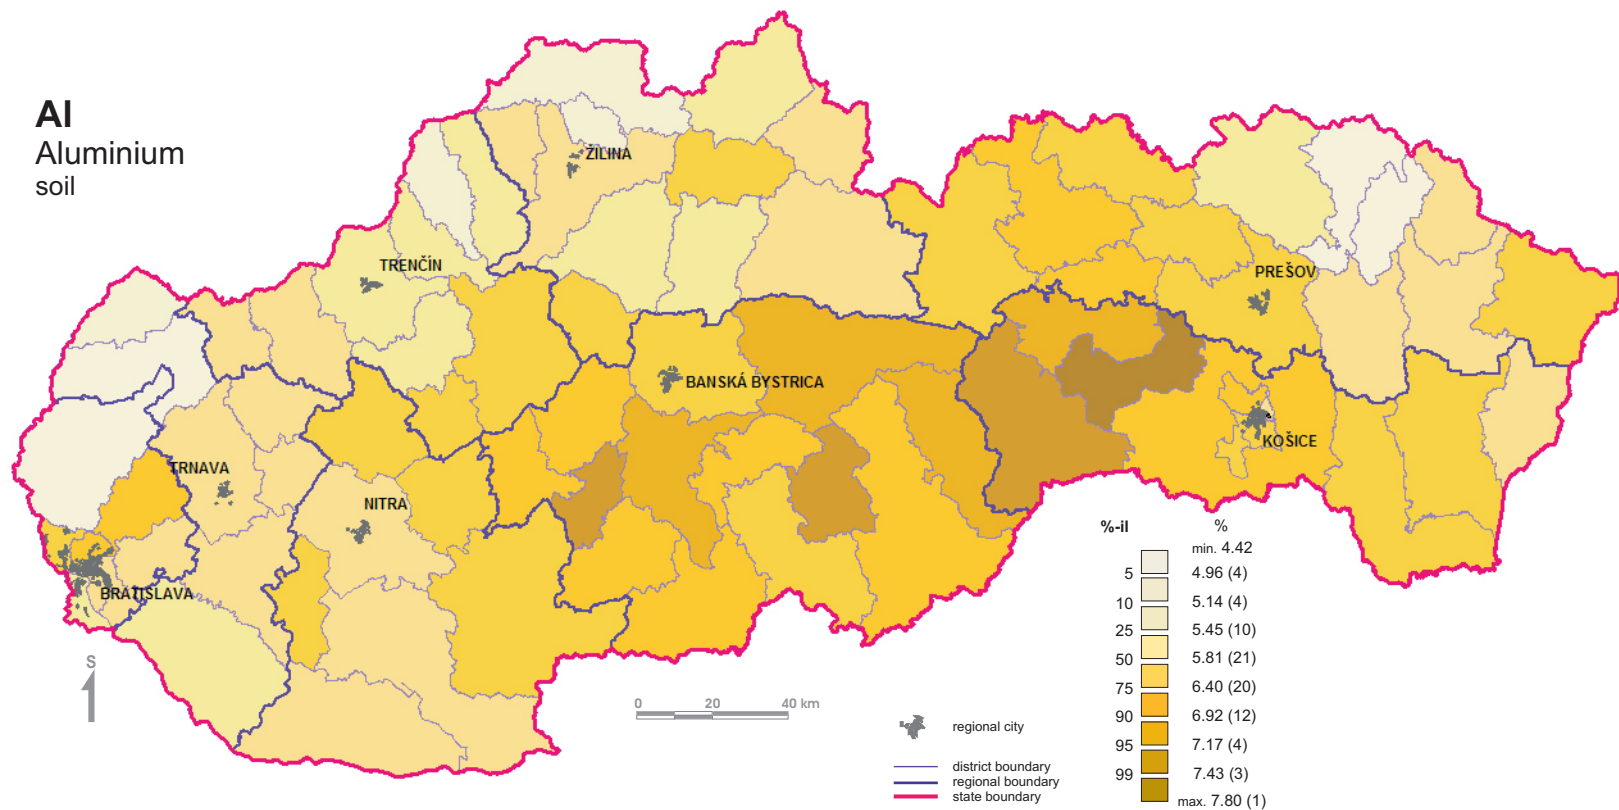 Al
Aluminium
soil
ŽILINA
TRENČÍN
PREŠOV
BANSKÁ BYSTRICA
KOŠICE
TRNAVA
NITRA
BRATISLAVA
S
0 20 40 km
regional city
district boundary
regional boundary
state boundary
%-il %
min. 4.42
5 4.96 (4)
10 5.14 (4)
25 5.45 (10)
50 5.81 (21)
75 6.40 (20)
90 6.92 (12)
95 7.17 (4)
99 7.43 (3)
max. 7.80 (1)